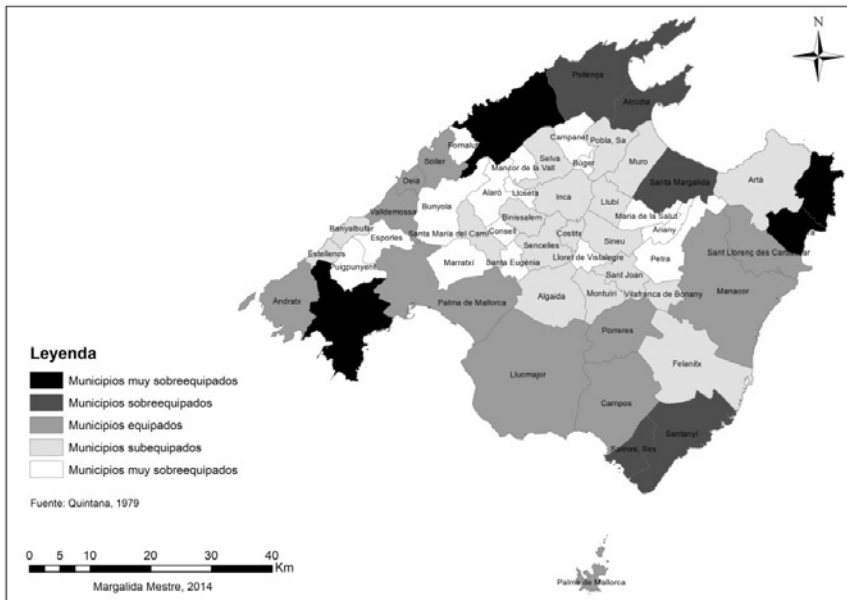 N
Pollença
Alcúdia
Fornalutx
Campanet
Pobla, Sa
Sóller
Selva
Búger
Muro
Mancor de la Vall
Artà
Deià
Lloseta
Santa Margalida
Alaró
Inca
Llubí
Valldemossa
Bunyola
Binissalem
Maria de la Salut
Banyalbufar
Santa María del Camí
Consell
Costitx
Ariany
Esporles
Sineu
Sencelles
Sant Llorenç des Cardassar
Estellencs
Lloret de Vistalegre
Puigpunyent
Marratxí
Santa Eugènia
Petra
Sant Joan
Manacor
Andratx
Palma de Mallorca
Algaida
Montuïri
Vilafranca de Bonany
Porreres
Felanitx
Llucmajor
Campos
Santanyí
Salines, Ses
Palma de Mallorca
Leyenda
Municipios muy sobreequipados
Municipios sobreequipados
Municipios equipados
Municipios subequipados
Municipios muy sobreequipados
Fuente: Quintana, 1979
0 5 10 20 30 40
Km
Margalida Mestre, 2014